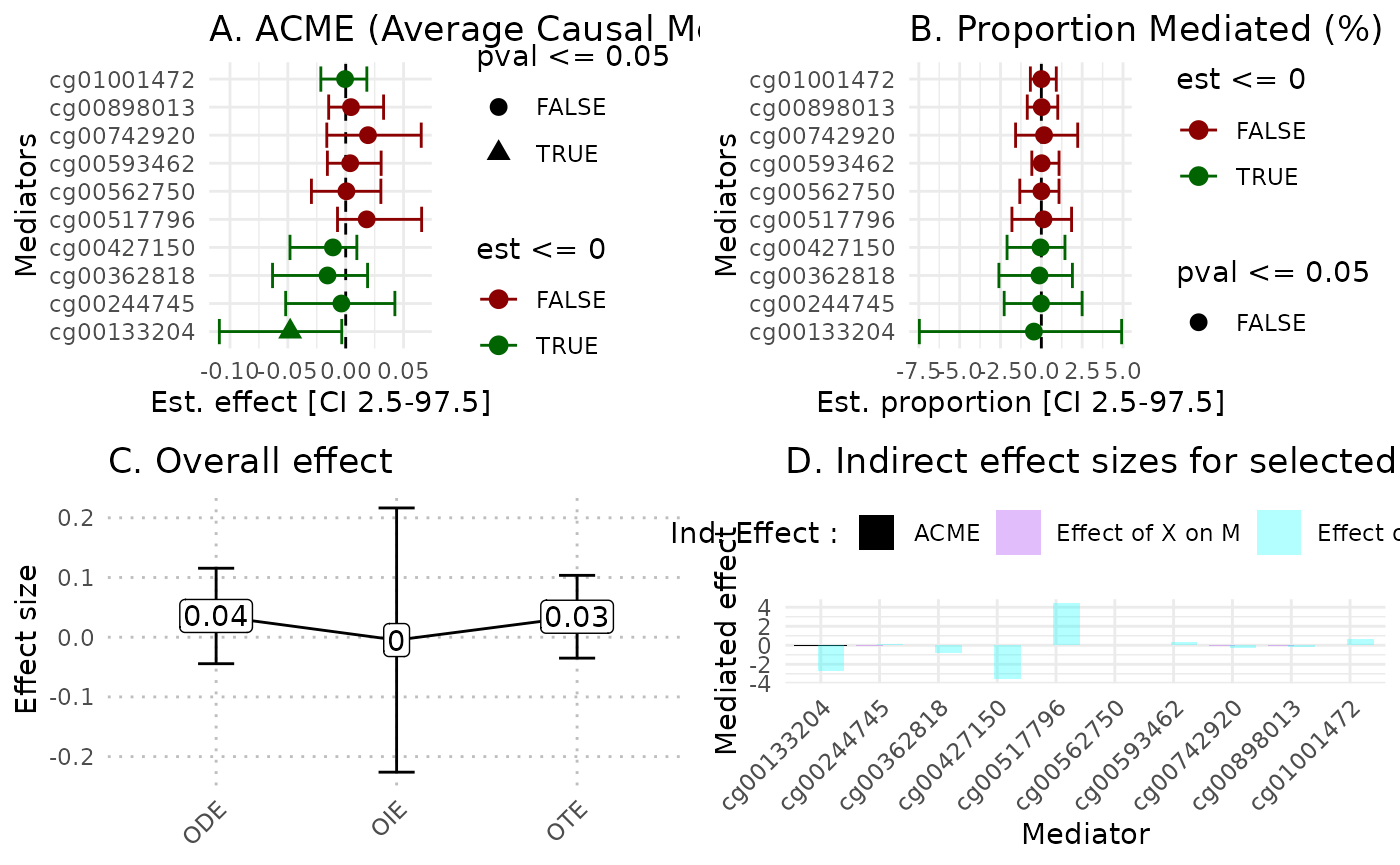 A. ACME (Average Causal
pval <= 0.05
FALSE
TRUE
est <= 0
FALSE
TRUE
Mediators
cg01001472
cg00898013
cg00742920
cg00593462
cg00562750
cg00517796
cg00427150
cg00362818
cg00244745
cg00133204
-0.10 -0.05 0.00 0.05
Est. effect [CI 2.5-97.5]
B. Proportion Mediated (%)
est <= 0
FALSE
TRUE
pval <= 0.05
FALSE
Mediators
cg01001472
cg00898013
cg00742920
cg00593462
cg00562750
cg00517796
cg00427150
cg00362818
cg00244745
cg00133204
-7.5 -5.0 -2.5 0.0 2.5 5.0
Est. proportion [CI 2.5-97.5]
C. Overall effect
Effect size
0.2
0.1
0.0
-0.1
-0.2
0.04
0
0.03
ODE
OIE
OTE
D. Indirect effect sizes for selected
Ind. Effect :
ACME
Effect of X on M
Effect
Mediated effect
4
2
0
-2
-4
cg00133204
cg00244745
cg00362818
cg00427150
cg00517796
cg00562750
cg00593462
cg00742920
cg00898013
cg01001472
Mediator